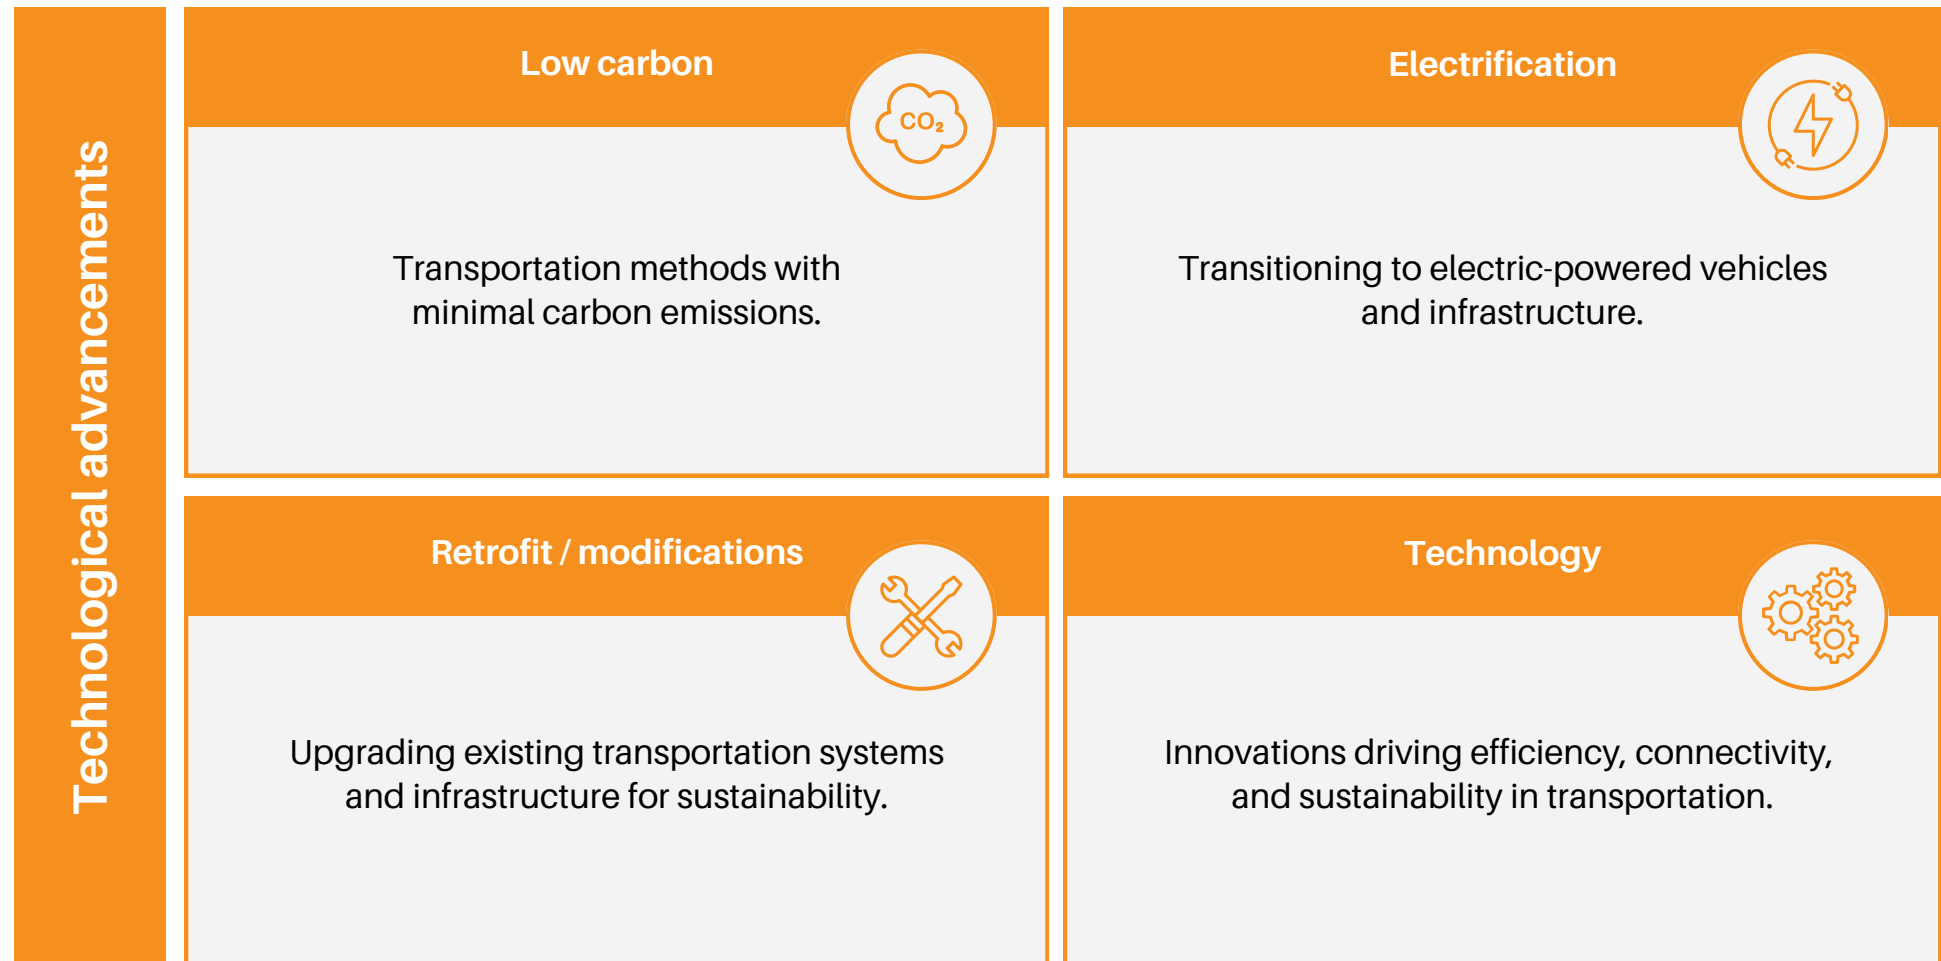 Technological advancements
Low carbon
CO₂
Transportation methods with
minimal carbon emissions.
Electrification
Transitioning to electric-powered vehicles
and infrastructure.
Retrofit / modifications
Upgrading existing transportation systems
and infrastructure for sustainability.
Technology
Innovations driving efficiency, connectivity,
and sustainability in transportation.